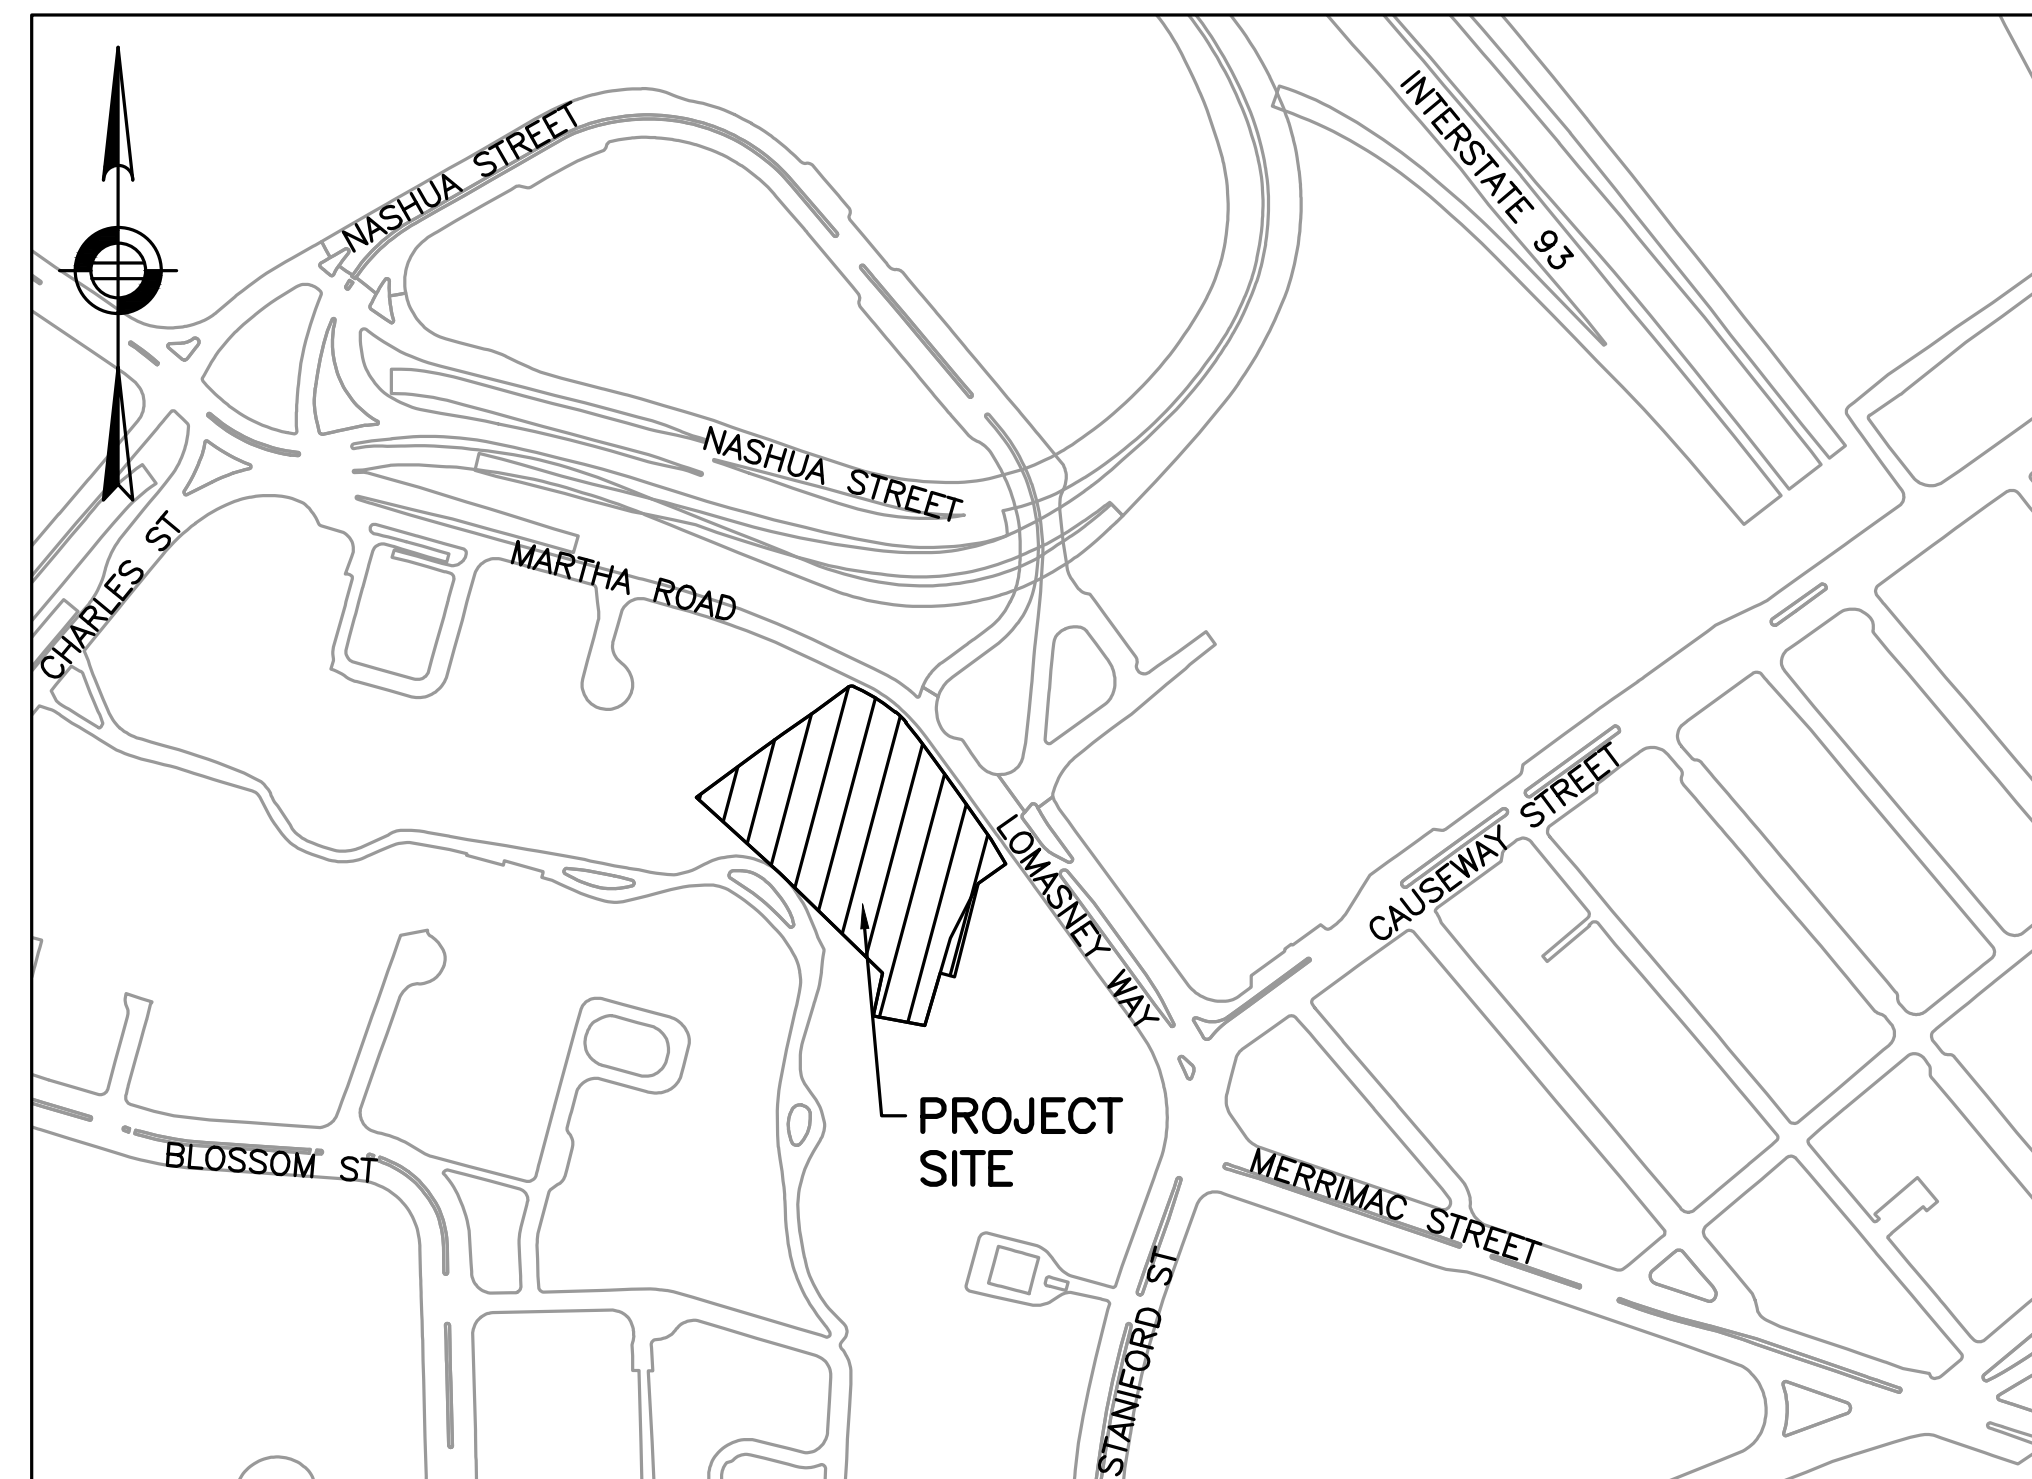 INTERSTATE 93
NASHUA STREET
NASHUA STREET
MARTHA ROAD
CHARLES ST
LOMASNEY WAY
CAUSEWAY STREET
PROJECT
SITE
BLOSSOM ST
MERRIMAC STREET
STANIFORD ST